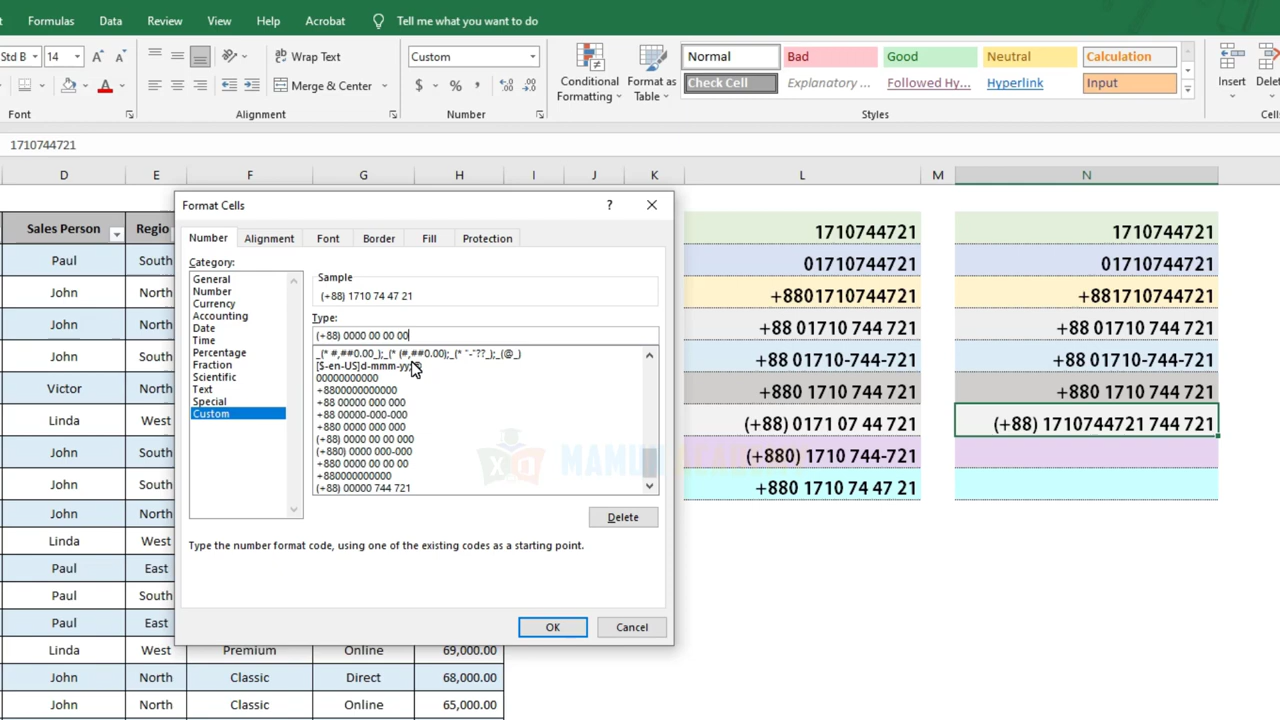 Formulas Data Review View Help Acrobat Tell me what you want to do
Std B 14 A A Wrap Text Custom Normal Bad Good Neutral Calculation
Conditional Formatting Format as Table Insert
Merge & Center $ % , Check Cell Explanatory ... Followed Hy... Hyperlink Input
Font Alignment Number Styles
1710744721
D E F G H I J K L M N
Format Cells
? ×
Number Alignment Font Border Fill Protection
Category:
General
Number
Currency
Accounting
Date
Time
Percentage
Fraction
Scientific
Text
Special
Custom
Sample
(+88) 1710 74 47 21
Type:
(+88) 0000 00 00 00
_(* #,##0.00_);_(* (#,##0.00);_(* "-"??_);_(@_)
00000000000
+8800000000000
+88 00000 000 000
+88 00000-000-000
+880 0000 000 000
(+88) 0000 00 00 000
(+880) 0000 000-000
+880 0000 00 00 00
+880000000000
(+88) 00000 744 721
Delete
Type the number format code, using one of the existing codes as a starting point.
OK Cancel
Sales Person Regio
Paul South
John North
John North
John South
Victor East
Linda West
John South
John South
John North
Linda West
Paul East
Paul South
Paul East
Linda West Premium Online 69,000.00
John North Classic Direct 68,000.00
John North Classic Online 65,000.00
1710744721
01710744721
+8801710744721
+88 01710 744 721
+88 01710-744-721
+880 1710 744 721
(+88) 0171 07 44 721
(+880) 1710 744-721
+880 1710 74 47 21
1710744721
01710744721
+881710744721
+88 01710 744 721
+88 01710-744-721
+880 1710 744 721
(+88) 1710744721 744 721